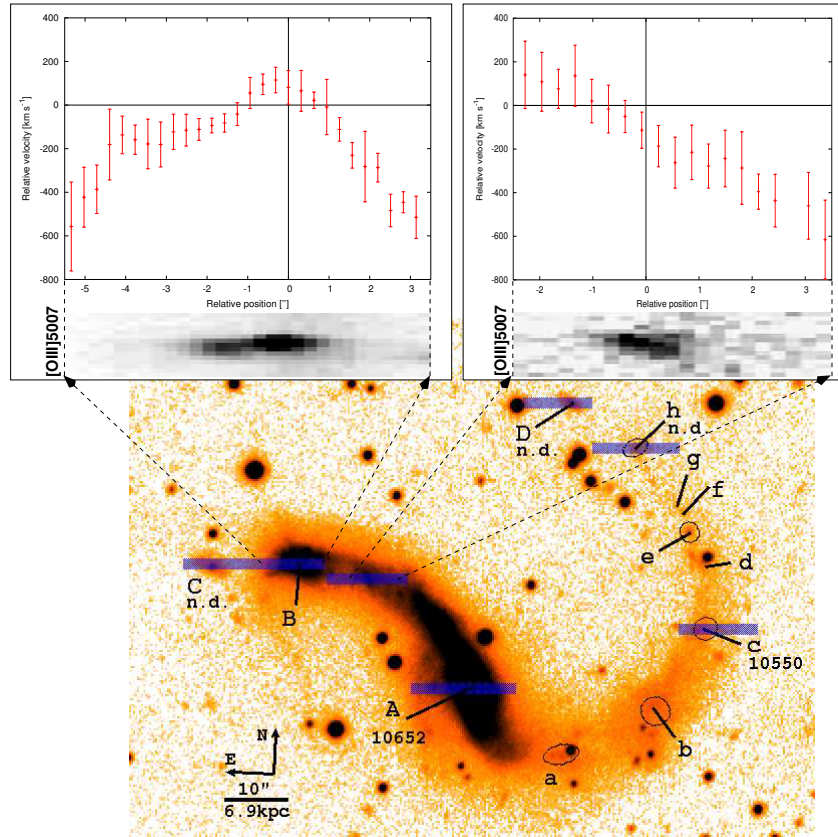 400
200
0
-200
-400
-600
-800
Relative velocity [km s⁻¹]
-5 -4 -3 -2 -1 0 1 2 3
Relative position ["]
[OIII]5007
400
200
0
-200
-400
-600
-800
Relative velocity [km s⁻¹]
-2 -1 0 1 2 3
Relative position ["]
[OIII]5007
D
n.d.
h
n.d.
g
f
e
d
C
n.d.
B
c
10550
A
10652
b
a
N
E
10"
6.9kpc